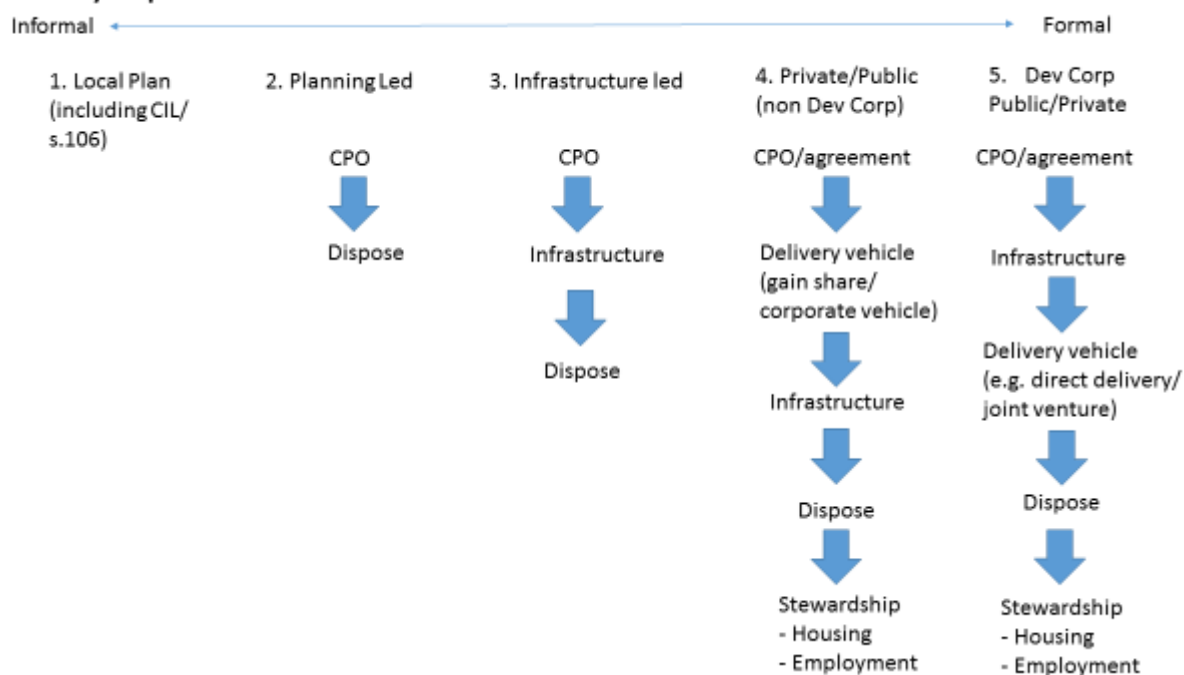 Informal
Formal
1. Local Plan
(including CIL/
s.106)
2. Planning Led
CPO
Dispose
3. Infrastructure led
CPO
Infrastructure
Dispose
4. Private/Public
(non Dev Corp)
CPO/agreement
Delivery vehicle
(gain share/
corporate vehicle)
Infrastructure
Dispose
Stewardship
- Housing
- Employment
5. Dev Corp
Public/Private
CPO/agreement
Infrastructure
Delivery vehicle
(e.g. direct delivery/
joint venture)
Dispose
Stewardship
- Housing
- Employment